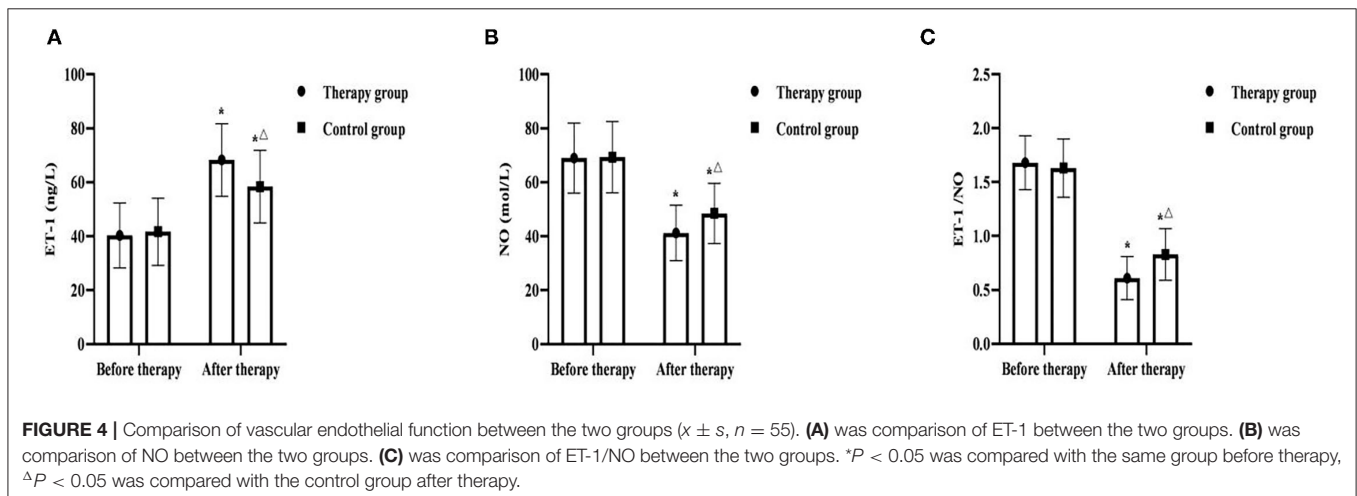 A
100
80
60
40
20
0
ET-1 (ng/L)
Therapy group
Control group
*
*△
Before therapy After therapy
B
100
80
60
40
20
0
NO (mol/L)
Therapy group
Control group
*
*△
Before therapy After therapy
C
2.5
2.0
1.5
1.0
0.5
0.0
ET-1 /NO
Therapy group
Control group
*
*△
Before therapy After therapy
FIGURE 4 | Comparison of vascular endothelial function between the two groups (x ± s, n = 55). (A) was comparison of ET-1 between the two groups. (B) was
comparison of NO between the two groups. (C) was comparison of ET-1/NO between the two groups. *P < 0.05 was compared with the same group before therapy,
△P < 0.05 was compared with the control group after therapy.